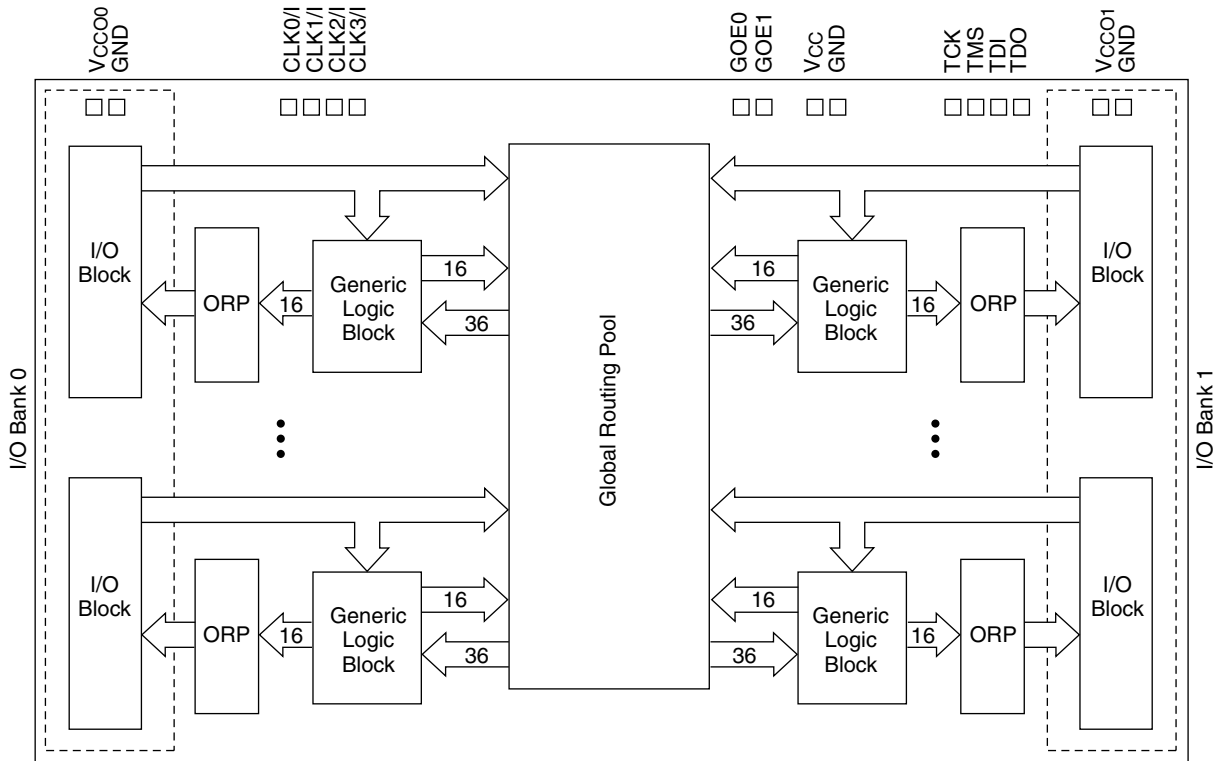 VCCO0
GND
CLK0/I
CLK1/I
CLK2/I
CLK3/I
GOE0
GOE1
VCC
GND
TCK
TMS
TDI
TDO
VCCO1
GND
I/O Bank 0
I/O
Block
ORP
16
Generic
Logic
Block
16
36
Global Routing Pool
16
36
Generic
Logic
Block
16
ORP
I/O
Block
I/O Bank 1
I/O
Block
ORP
16
Generic
Logic
Block
16
36
16
36
Generic
Logic
Block
16
ORP
I/O
Block